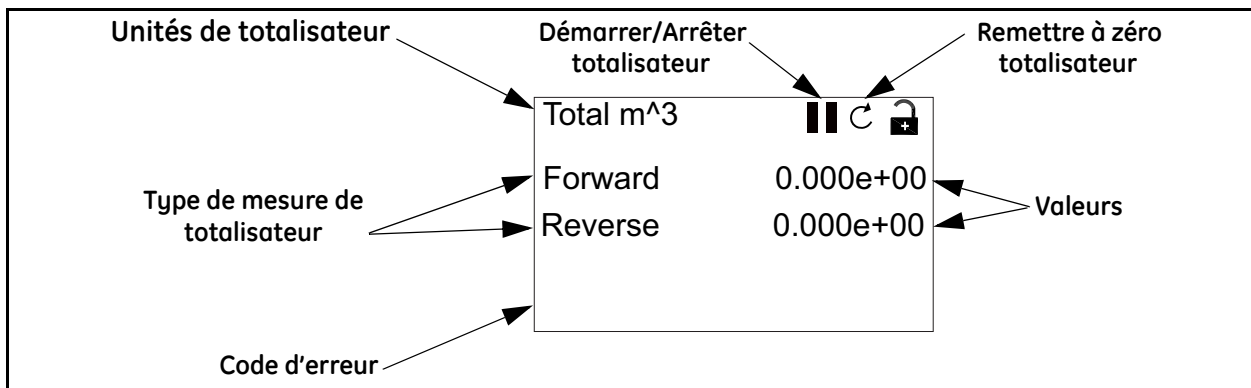 Unités de totalisateur
Démarrer/Arrêter
totalisateur
Remettre à zéro
totalisateur
Total m^3
Forward 0.000e+00
Reverse 0.000e+00
Type de mesure de
totalisateur
Valeurs
Code d'erreur